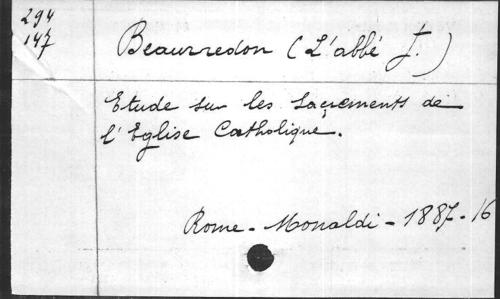 294
147
Beaurredon (L'abbé J.)
Etude sur les Sacrements de
l'Eglise Catholique.
Rome - Monaldi - 1887 - 16